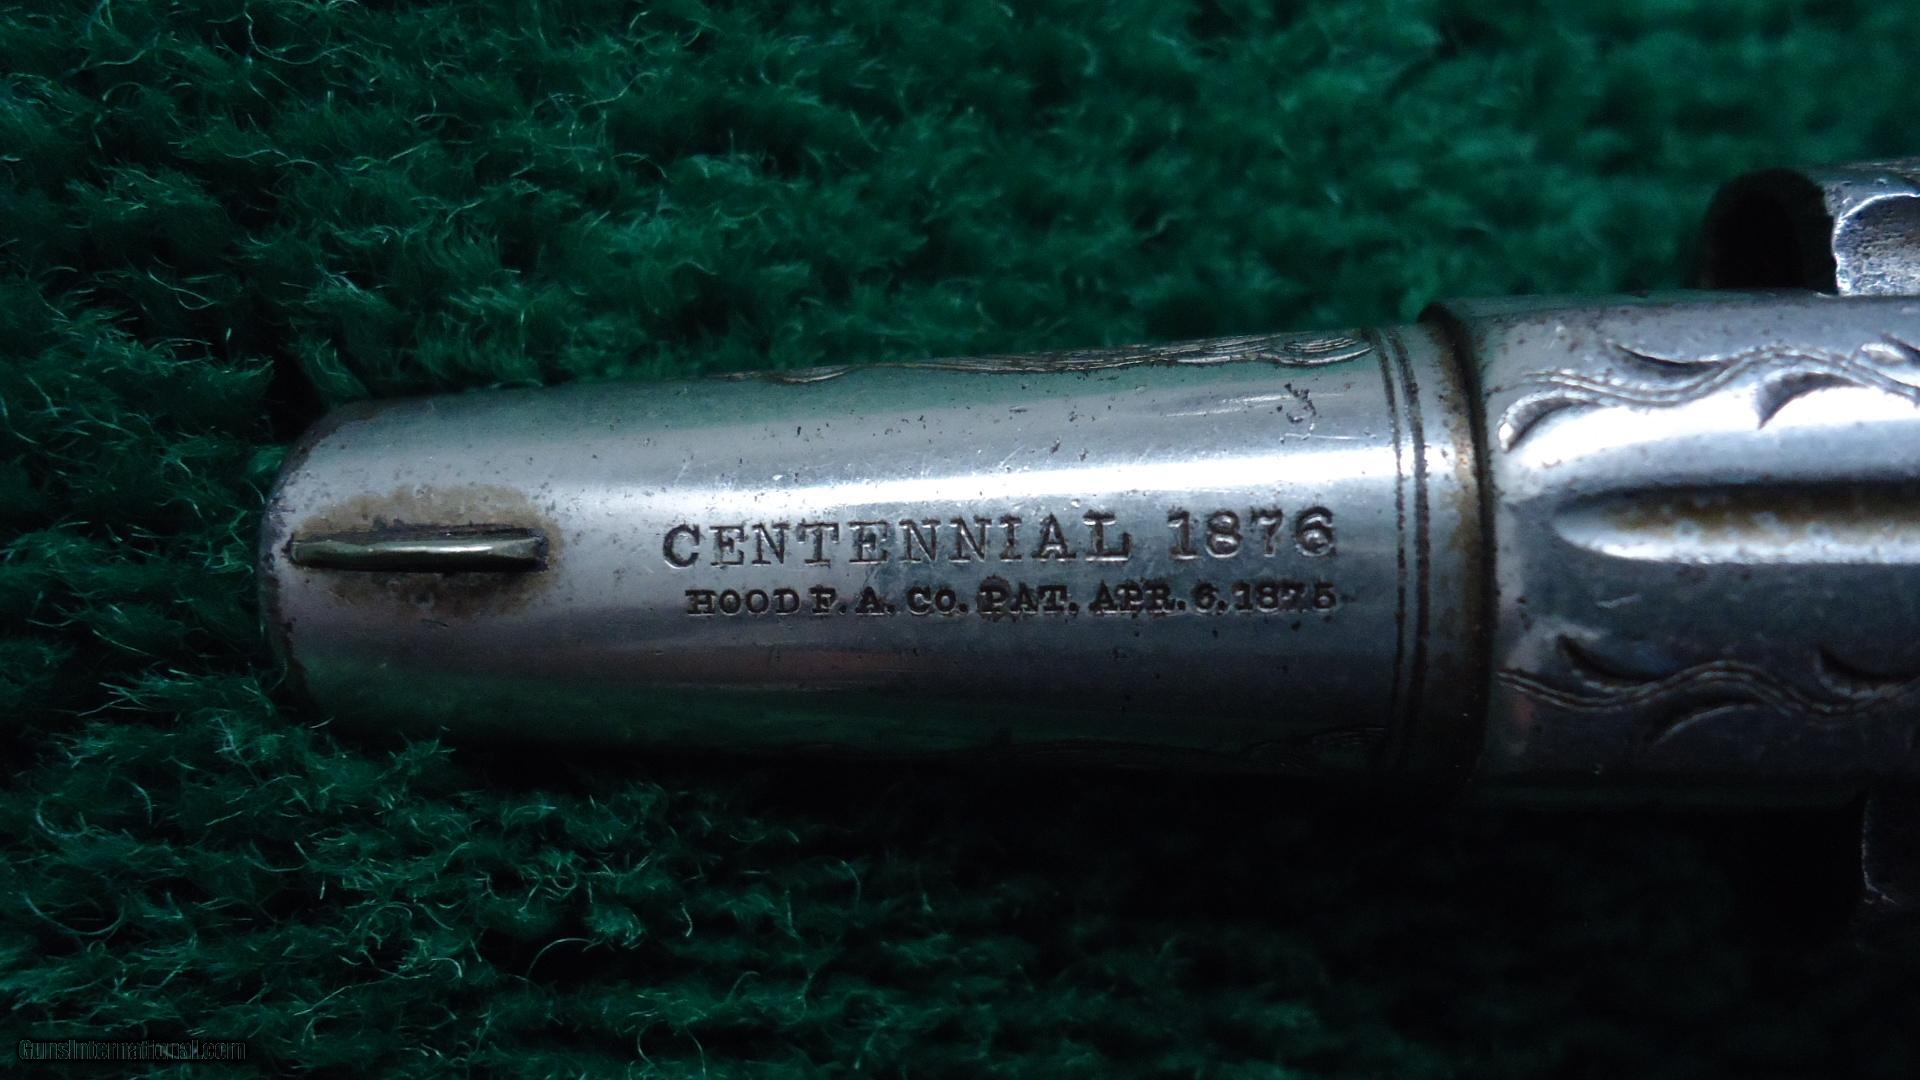 CENTENNIAL 1876
HOOD F. A. Co. PAT. APR. 6. 1875
GunsInternational.com